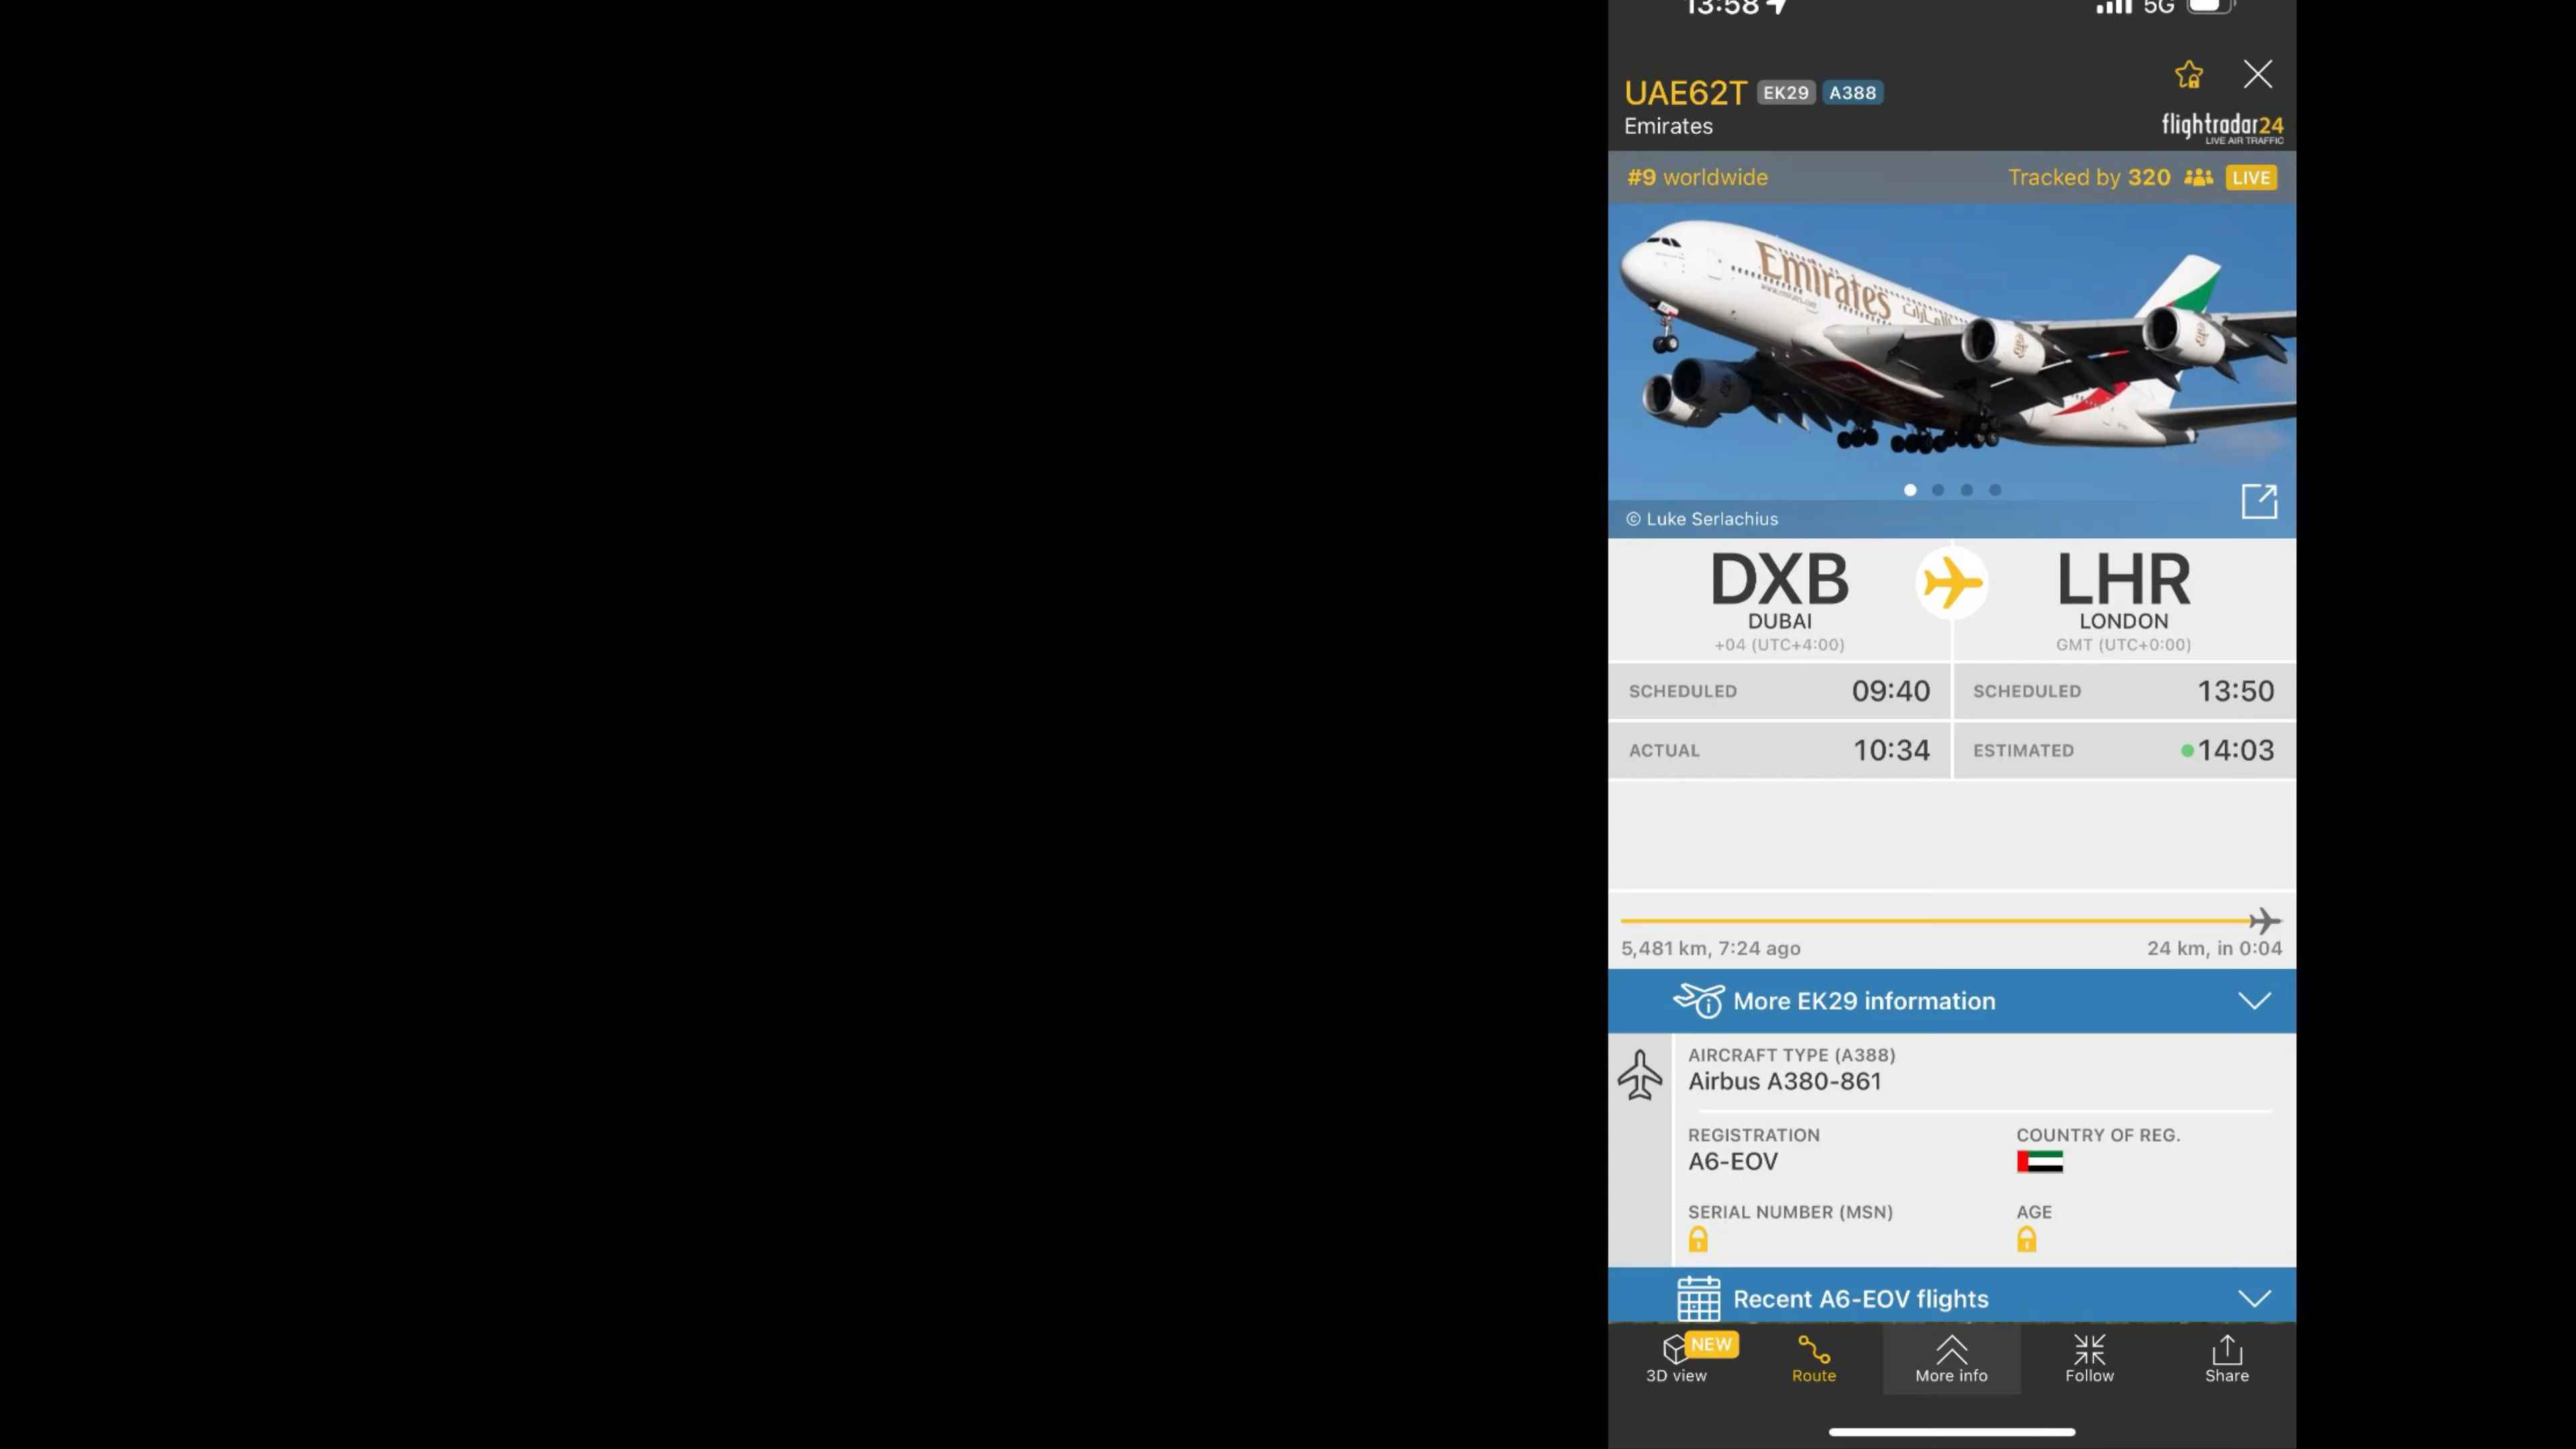 13:58
5G
UAE62T EK29 A388
Emirates
flightradar24
LIVE AIR TRAFFIC
#9 worldwide
Tracked by 320 LIVE
Emirates
الإمارات
© Luke Serlachius
DXB
DUBAI
+04 (UTC+4:00)
LHR
LONDON
GMT (UTC+0:00)
SCHEDULED 09:40
SCHEDULED 13:50
ACTUAL 10:34
ESTIMATED 14:03
5,481 km, 7:24 ago
24 km, in 0:04
More EK29 information
AIRCRAFT TYPE (A388)
Airbus A380-861
REGISTRATION
A6-EOV
COUNTRY OF REG.
SERIAL NUMBER (MSN)
AGE
Recent A6-EOV flights
NEW
3D view
Route
More info
Follow
Share